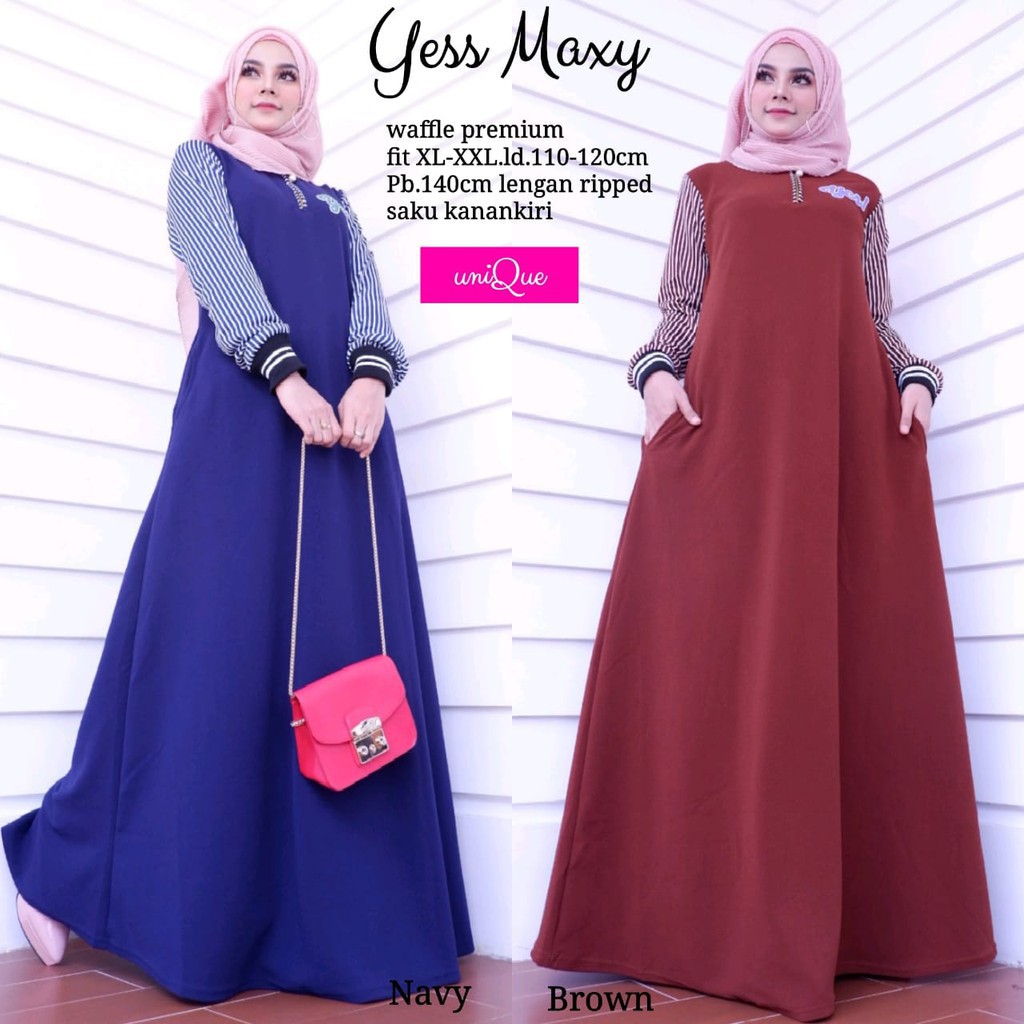 Yess Maxy
waffle premium
fit XL-XXL.ld.110-120cm
Pb.140cm lengan ripped
saku kanankiri
uniQue
Navy
Brown